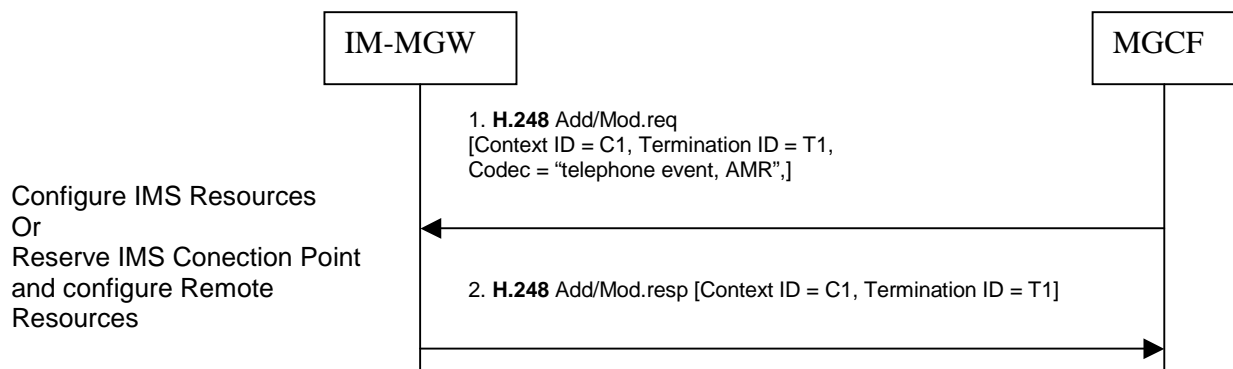 IM-MGW
MGCF
1. H.248 Add/Mod.req
[Context ID = C1, Termination ID = T1,
Codec = “telephone event, AMR”,]
Configure IMS Resources
Or
Reserve IMS Conection Point
and configure Remote
Resources
2. H.248 Add/Mod.resp [Context ID = C1, Termination ID = T1]